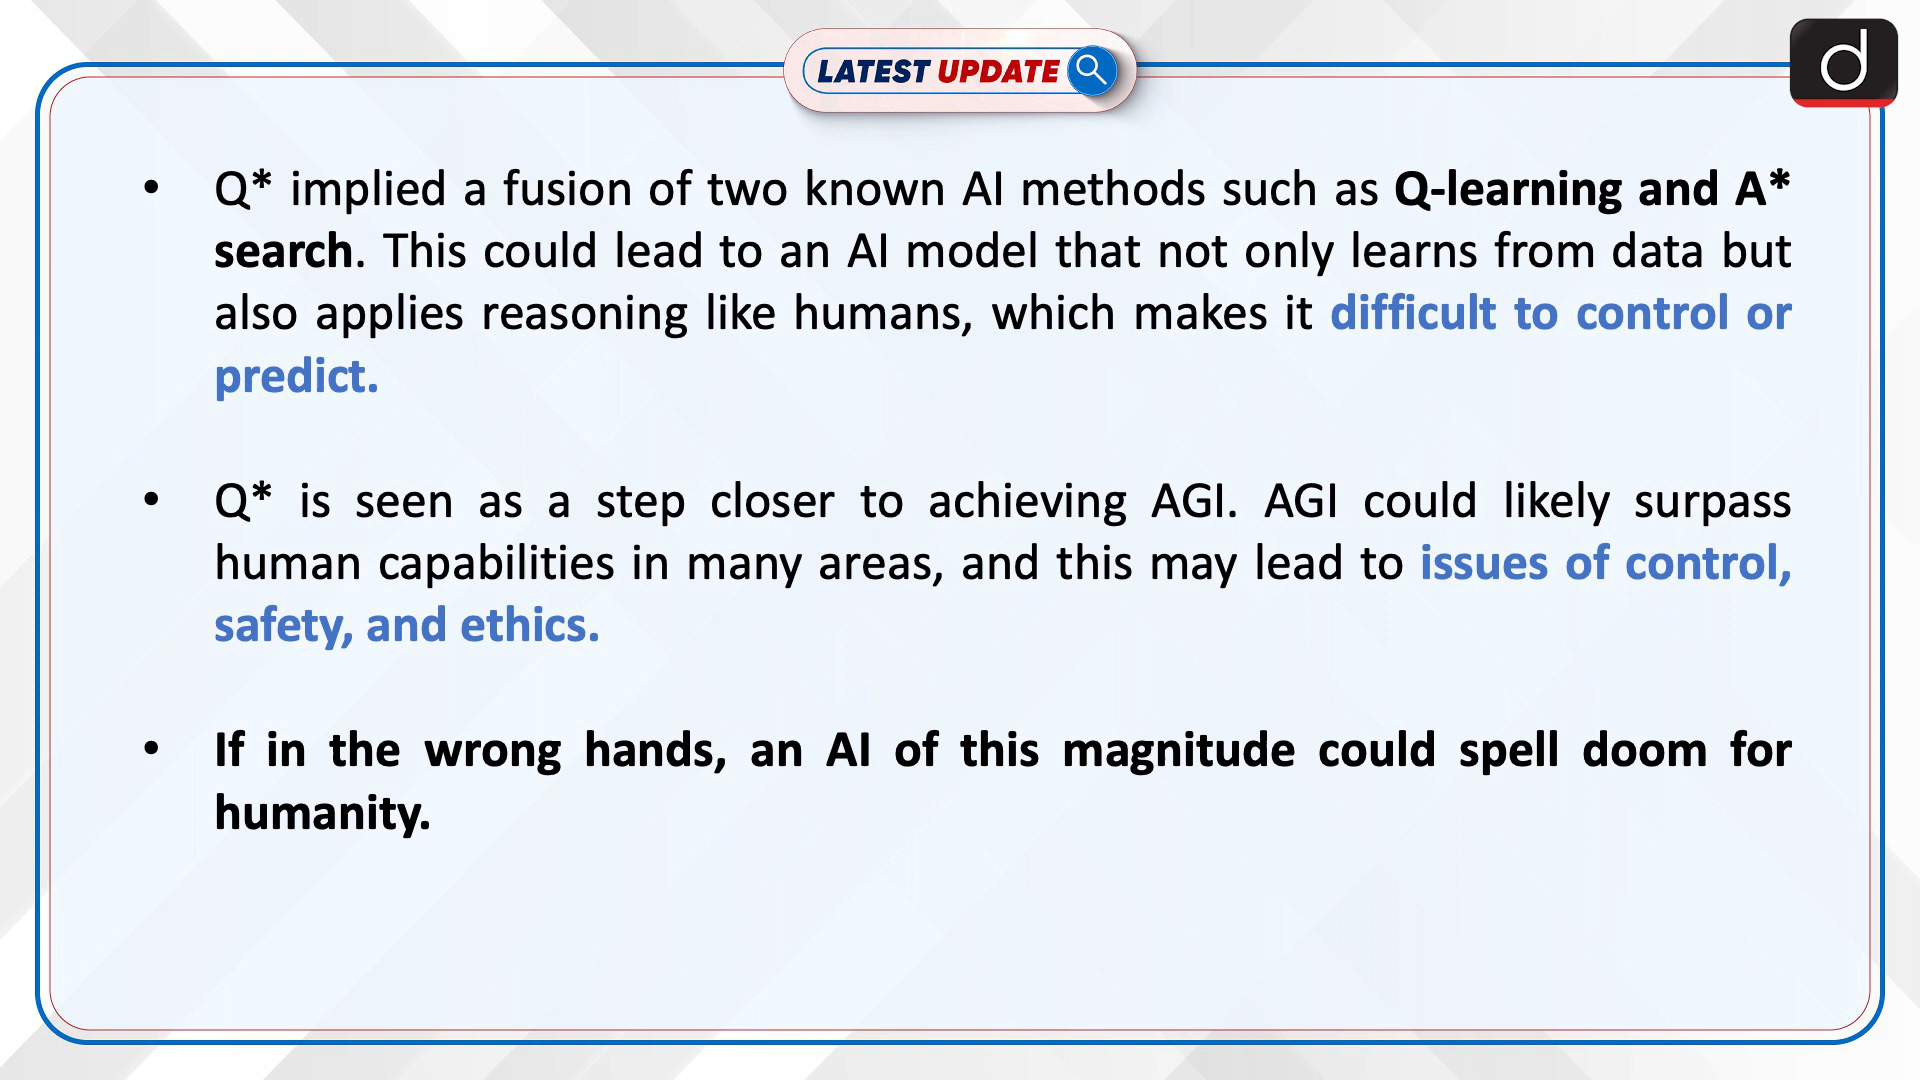 LATEST UPDATE
d
• Q* implied a fusion of two known AI methods such as Q-learning and A*
search. This could lead to an AI model that not only learns from data but
also applies reasoning like humans, which makes it difficult to control or
predict.
• Q* is seen as a step closer to achieving AGI. AGI could likely surpass
human capabilities in many areas, and this may lead to issues of control,
safety, and ethics.
• If in the wrong hands, an AI of this magnitude could spell doom for
humanity.